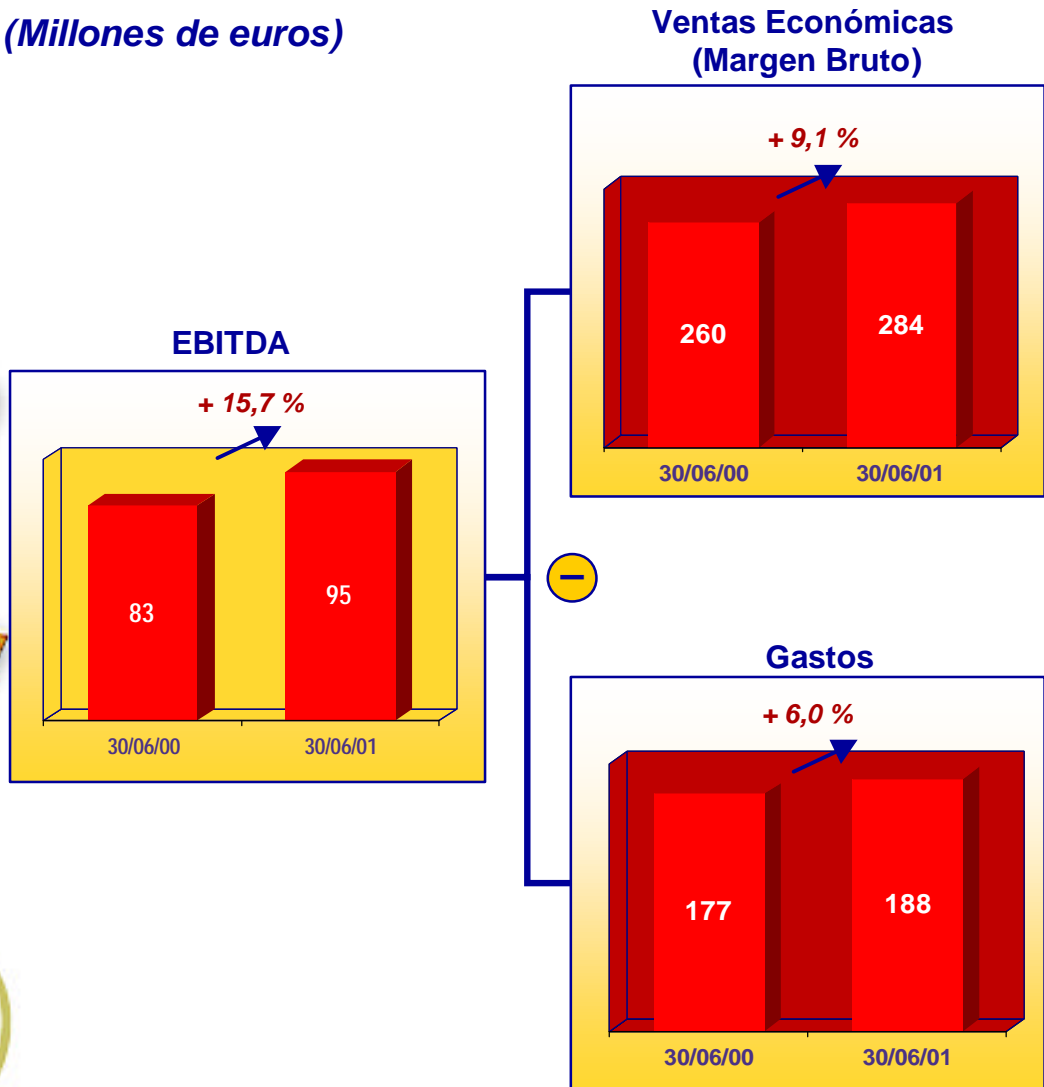 (Millones de euros)
Ventas Económicas
(Margen Bruto)
+ 9,1 %
260
284
30/06/00
30/06/01
EBITDA
+ 15,7 %
83
95
30/06/00
30/06/01
–
Gastos
+ 6,0 %
177
188
30/06/00
30/06/01